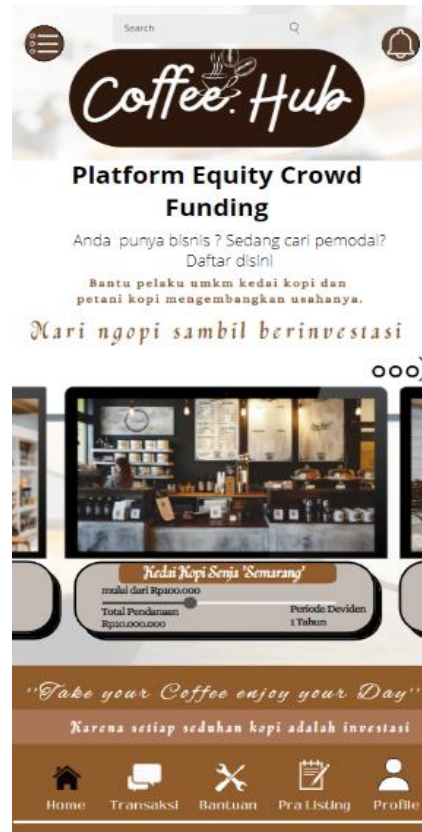 Search
Coffee. Hub
Platform Equity Crowd
Funding
Anda punya bisnis ? Sedang cari pemodal?
Daftar disini
Bantu pelaku umkm kedai kopi dan
petani kopi mengembangkan usahanya.
Mari ngopi sambil berinvestasi
Kedai Kopi Senja 'Semarang'
mulai dari Rp100.000
Total Pendanaan
Rp10.000.000
Periode Deviden
1 Tahun
"Take your Coffee enjoy your Day"
Karena setiap seduhan kopi adalah investasi
Home
Transaksi
Bantuan
Pra Listing
Profile